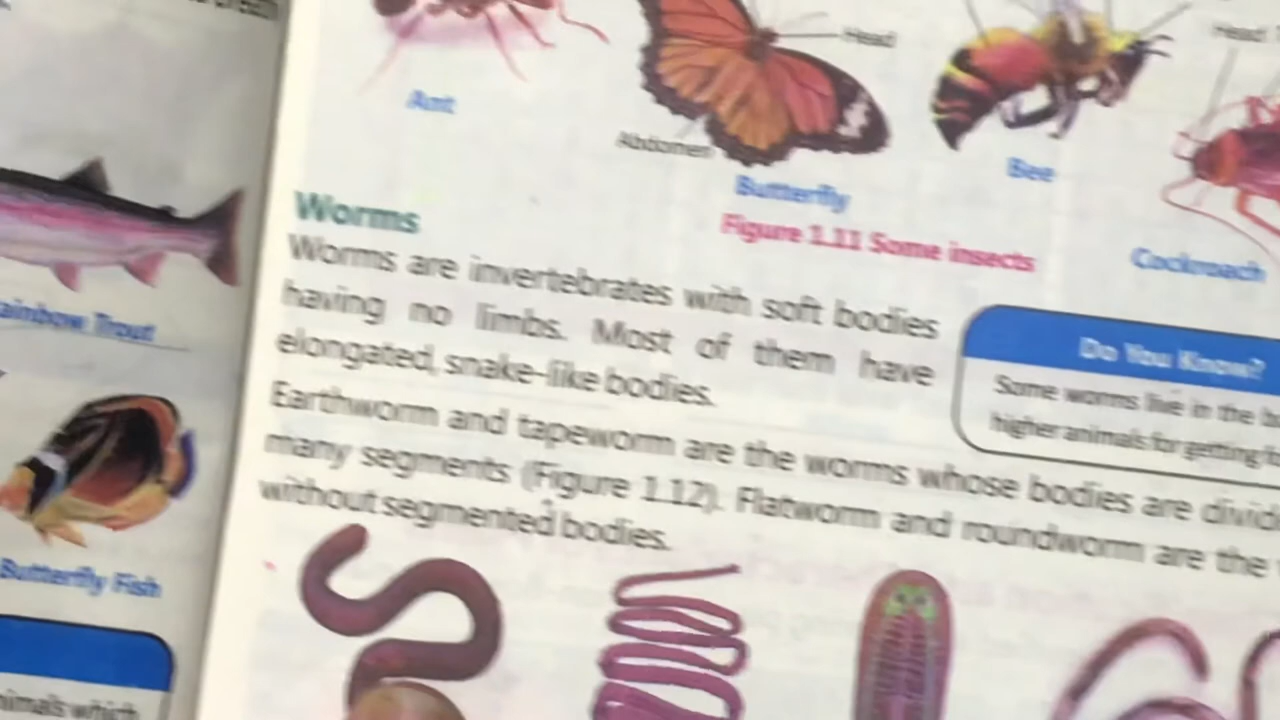 Rainbow Trout
Butterfly Fish
which
Ant
Head
Abdomen
Butterfly
Bee
Head
Cockroach
Figure 1.11 Some insects
Worms
Worms are invertebrates with soft bodies
having no limbs. Most of them have
elongated, snake-like bodies.
Do You Know?
Some worms live in the
higher animals for getting
Earthworm and tapeworm are the worms whose bodies are
many segments (Figure 1.12). Flatworm and roundworm are the
without segmented bodies.